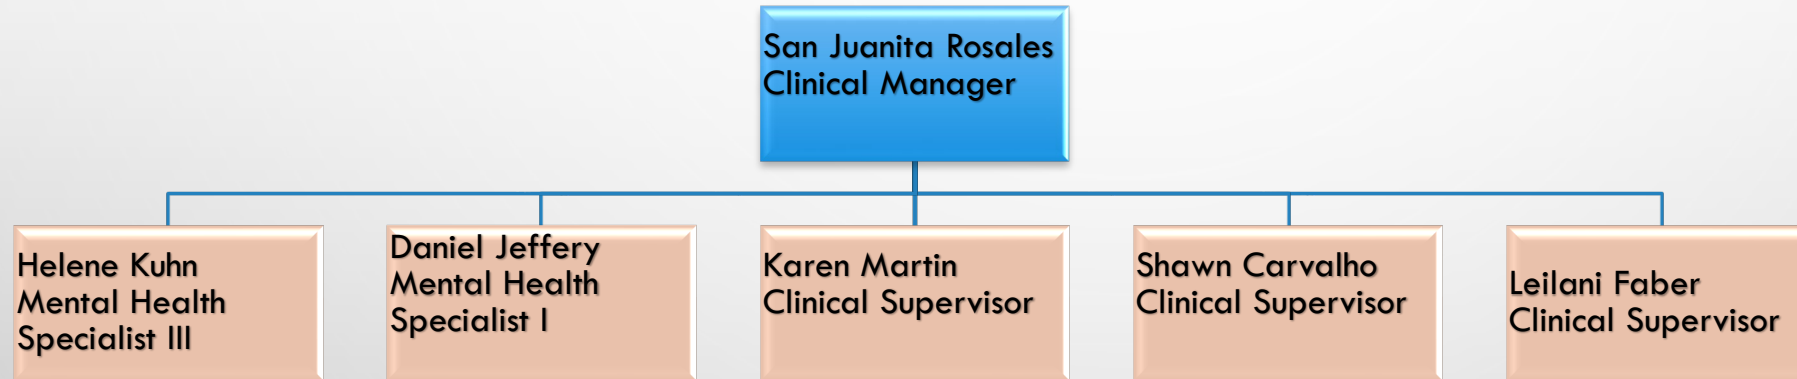 San Juanita Rosales
Clinical Manager
Helene Kuhn
Mental Health
Specialist III
Daniel Jeffery
Mental Health
Specialist I
Karen Martin
Clinical Supervisor
Shawn Carvalho
Clinical Supervisor
Leilani Faber
Clinical Supervisor